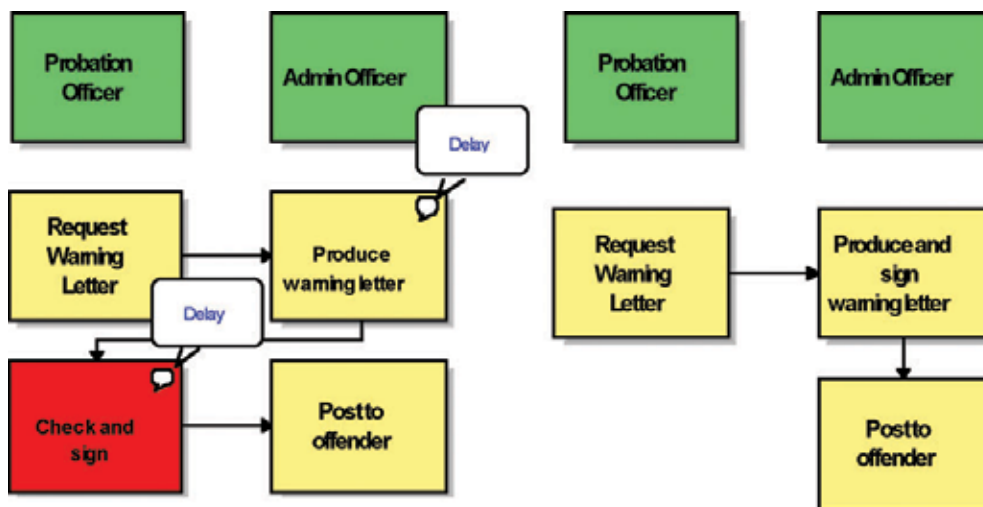 Probation
Officer
Admin Officer
Probation
Officer
Admin Officer
Delay
Request
Warning
Letter
Produce
warning letter
Request
Warning
Letter
Produce and
sign
warning letter
Delay
Check and
sign
Post to
offender
Post to
offender